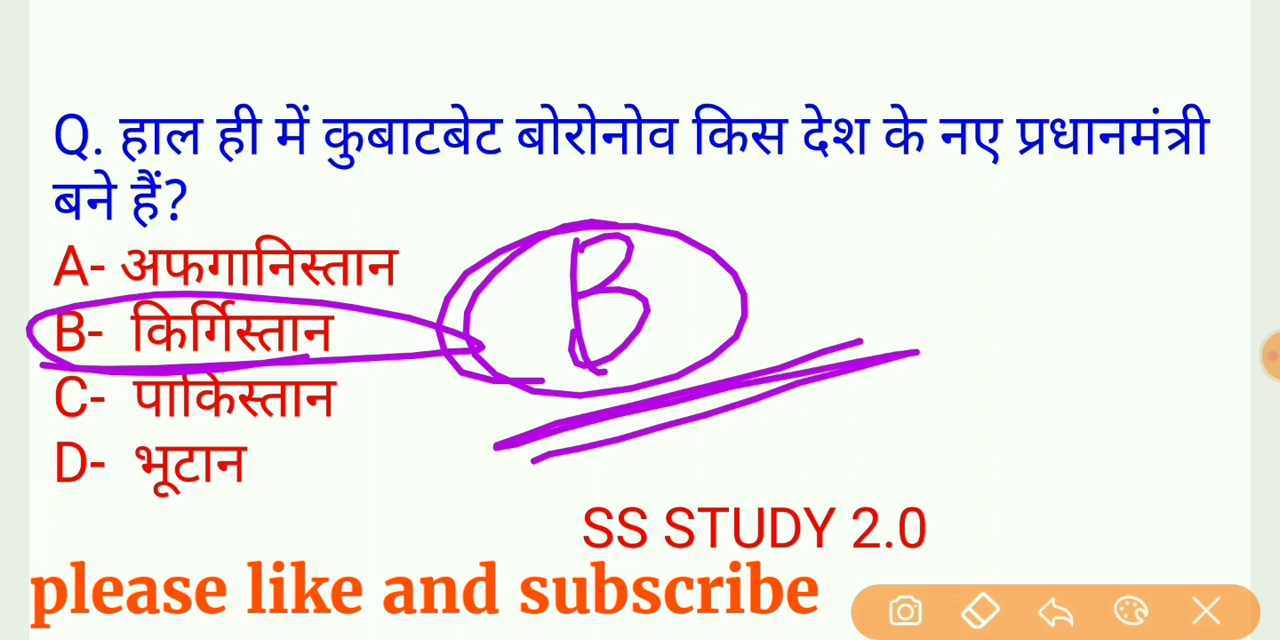 Q. हाल ही में कुबाटबेट बोरोनोव किस देश के नए प्रधानमंत्री
बने हैं?
A- अफगानिस्तान
B- किर्गिस्तान
B
C- पाकिस्तान
D- भूटान
SS STUDY 2.0
please like and subscribe